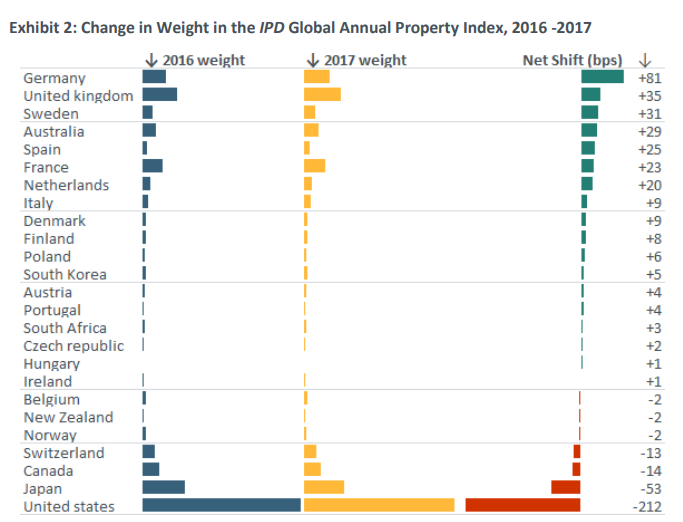 Exhibit 2: Change in Weight in the IPD Global Annual Property Index, 2016 -2017
↓ 2016 weight ↓ 2017 weight Net Shift (bps) ↓
Germany +81
United kingdom +35
Sweden +31
Australia +29
Spain +25
France +23
Netherlands +20
Italy +9
Denmark +9
Finland +8
Poland +6
South Korea +5
Austria +4
Portugal +4
South Africa +3
Czech republic +2
Hungary +1
Ireland +1
Belgium -2
New Zealand -2
Norway -2
Switzerland -13
Canada -14
Japan -53
United states -212